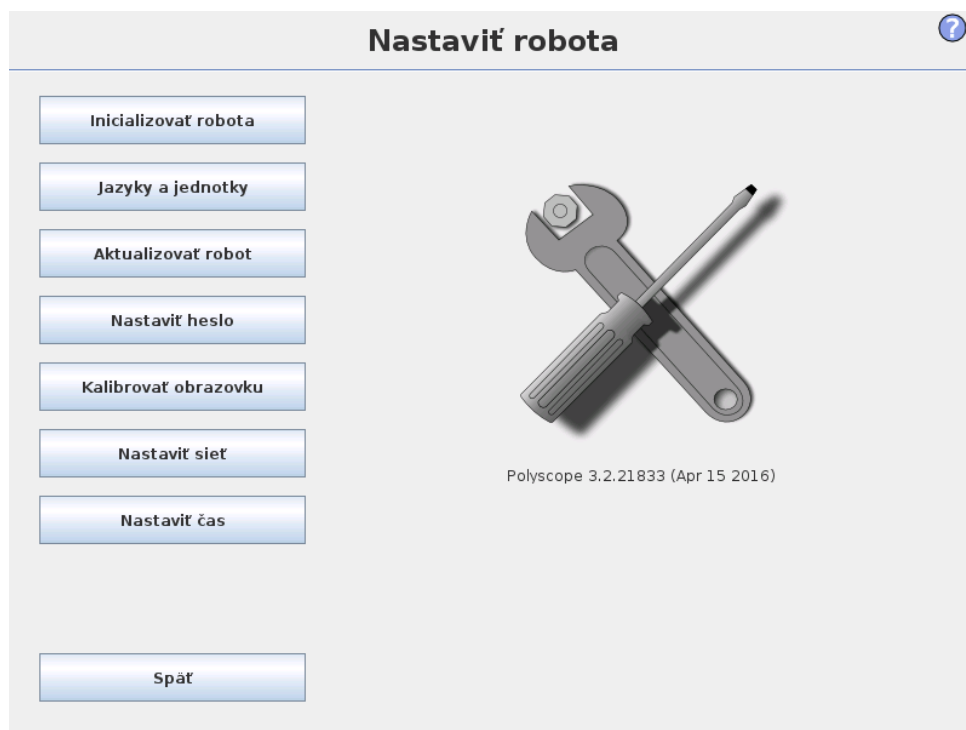 Nastaviť robota
?
Inicializovať robota
Jazyky a jednotky
Aktualizovať robot
Nastaviť heslo
Kalibrovať obrazovku
Nastaviť sieť
Polyscope 3.2.21833 (Apr 15 2016)
Nastaviť čas
Späť